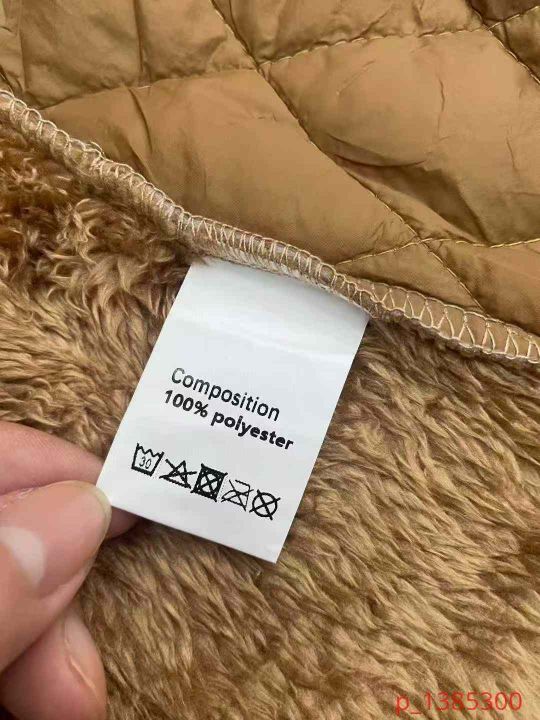 Composition
100% polyester
30
p_1385300